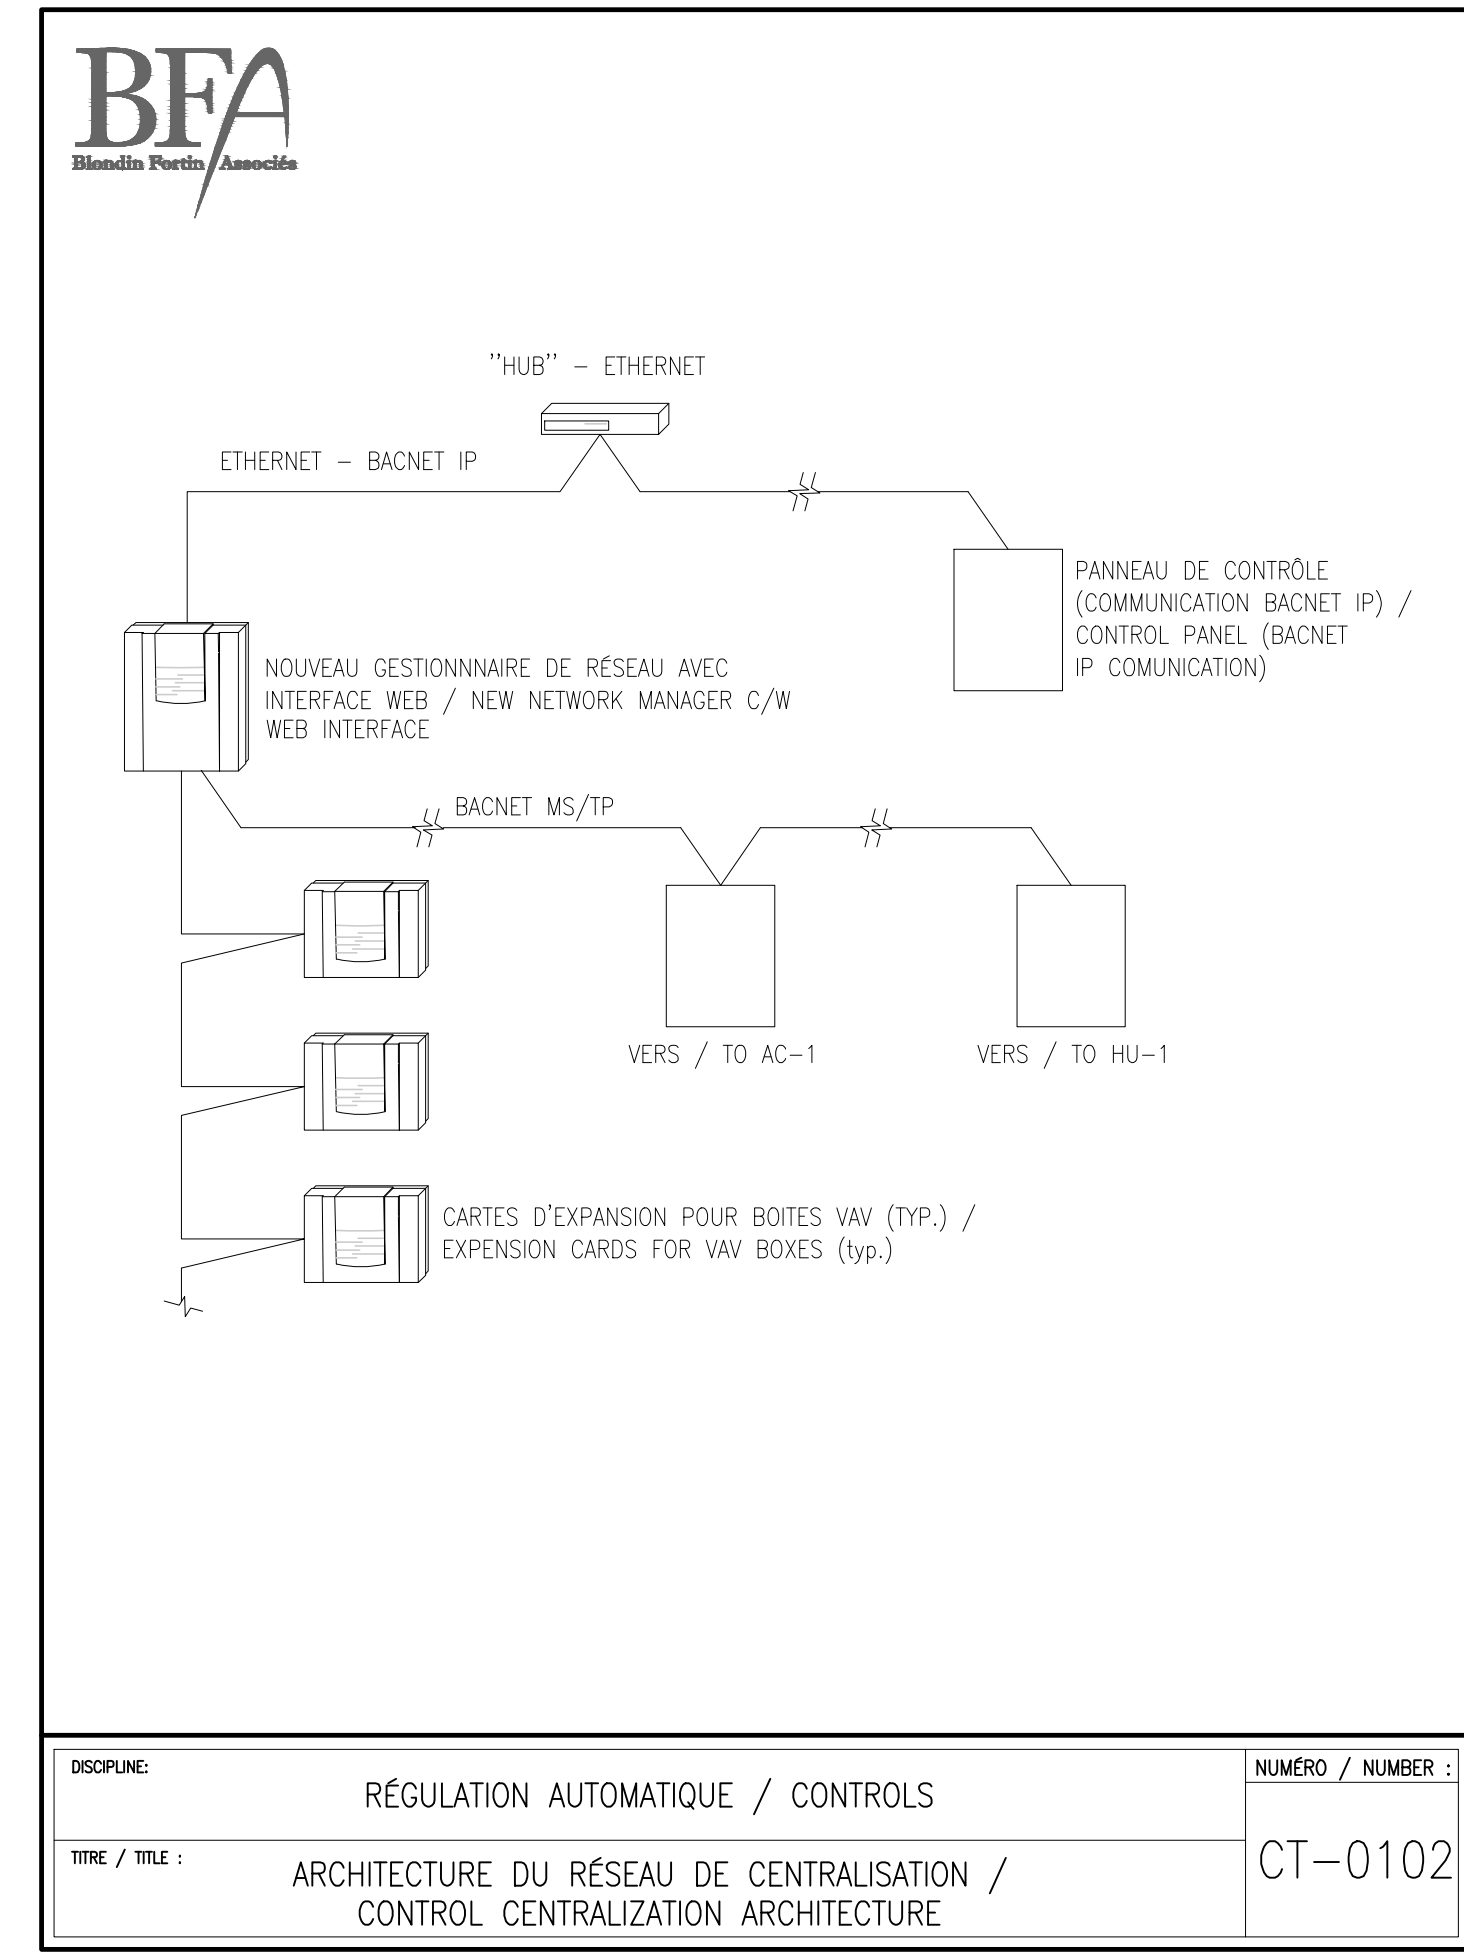 BFA
Blondin Fortin Associés
''HUB'' – ETHERNET
ETHERNET – BACNET IP
PANNEAU DE CONTRÔLE
(COMMUNICATION BACNET IP) /
CONTROL PANEL (BACNET
IP COMUNICATION)
NOUVEAU GESTIONNNAIRE DE RÉSEAU AVEC
INTERFACE WEB / NEW NETWORK MANAGER C/W
WEB INTERFACE
BACNET MS/TP
VERS / TO AC–1
VERS / TO HU–1
CARTES D'EXPANSION POUR BOITES VAV (TYP.) /
EXPENSION CARDS FOR VAV BOXES (typ.)
DISCIPLINE:
RÉGULATION AUTOMATIQUE / CONTROLS
NUMÉRO / NUMBER :
CT–0102
TITRE / TITLE :
ARCHITECTURE DU RÉSEAU DE CENTRALISATION /
CONTROL CENTRALIZATION ARCHITECTURE